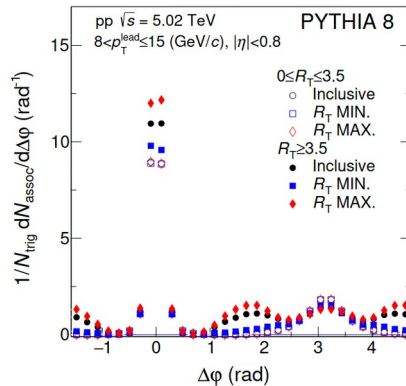 pp √s = 5.02 TeV
PYTHIA 8
8<p_T^lead≤15 (GeV/c), |η|<0.8
0≤R_T≤3.5
Inclusive
R_T MIN.
R_T MAX.
R_T≥3.5
Inclusive
R_T MIN.
R_T MAX.
1/N_trig dN_assoc/dΔφ (rad⁻¹)
15
10
5
0
−1 0 1 2 3 4
Δφ (rad)